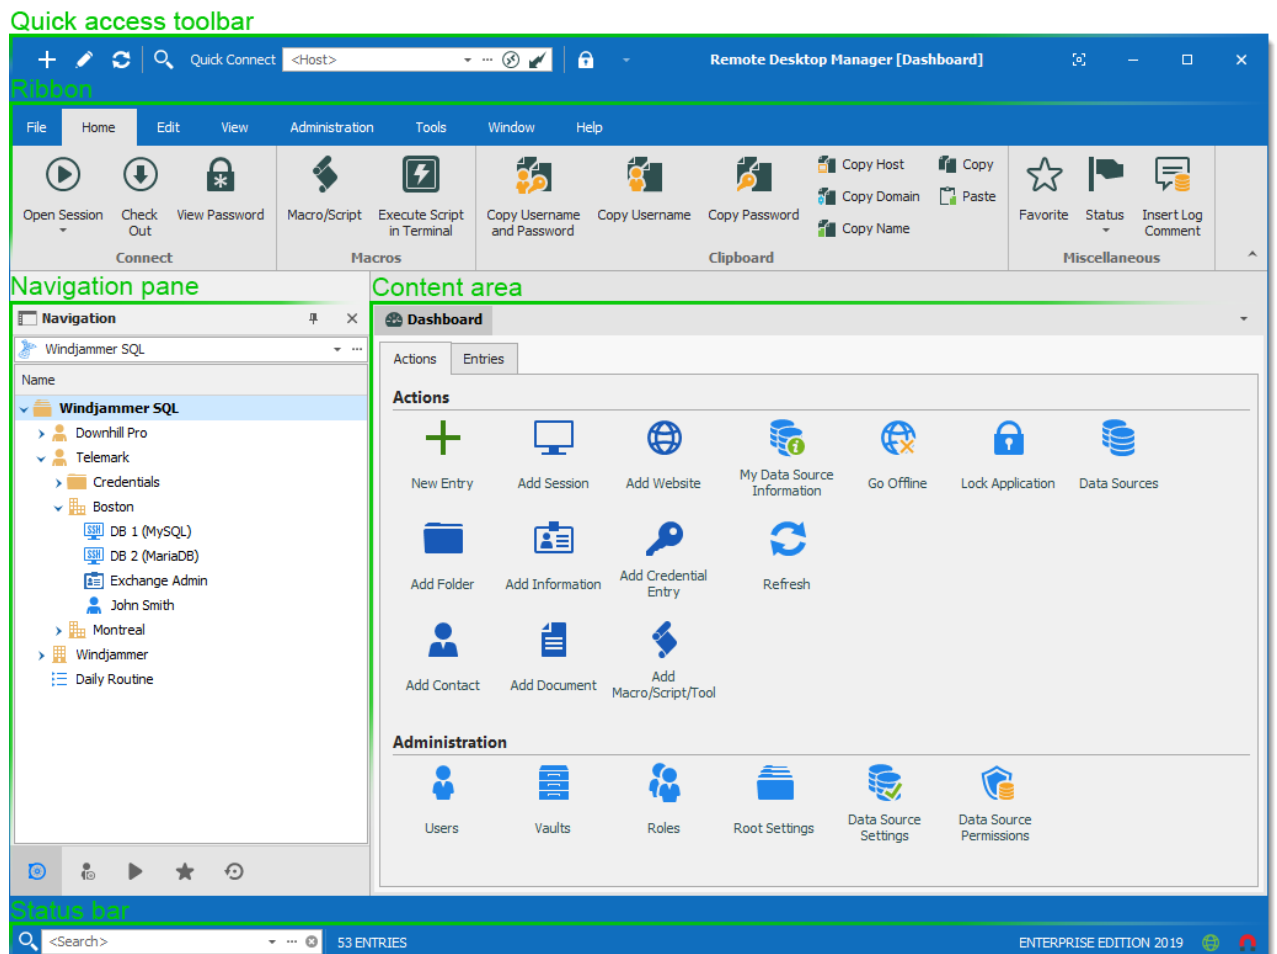 Quick access toolbar
Quick Connect <Host> Remote Desktop Manager [Dashboard]
Ribbon
File Home Edit View Administration Tools Window Help
Open Session
Check
Out
View Password
Macro/Script
Execute Script
in Terminal
Copy Username
and Password
Copy Username
Copy Password
Copy Host
Copy Domain
Copy Name
Copy
Paste
Favorite
Status
Insert Log
Comment
Connect Macros Clipboard Miscellaneous
Navigation pane
Navigation
Windjammer SQL
Name
Windjammer SQL
Downhill Pro
Telemark
Credentials
Boston
SSH DB 1 (MySQL)
SSH DB 2 (MariaDB)
Exchange Admin
John Smith
Montreal
Windjammer
Daily Routine
Content area
Dashboard
Actions Entries
Actions
New Entry
Add Session
Add Website
My Data Source
Information
Go Offline
Lock Application
Data Sources
Add Folder
Add Information
Add Credential
Entry
Refresh
Add Contact
Add Document
Add
Macro/Script/Tool
Administration
Users
Vaults
Roles
Root Settings
Data Source
Settings
Data Source
Permissions
Status bar
<Search> 53 ENTRIES ENTERPRISE EDITION 2019